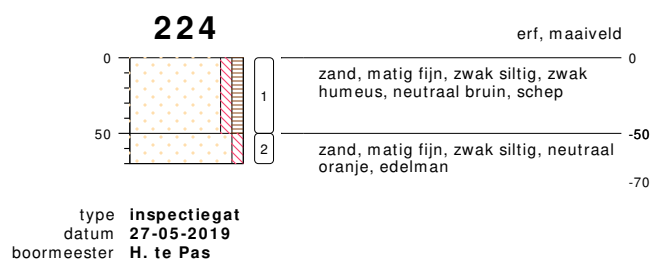 224
erf, maaiveld
0
0
zand, matig fijn, zwak siltig, zwak
humeus, neutraal bruin, schep
1
50
-50
zand, matig fijn, zwak siltig, neutraal
oranje, edelman
2
-70
type inspectiegat
datum 27-05-2019
boormeester H. te Pas